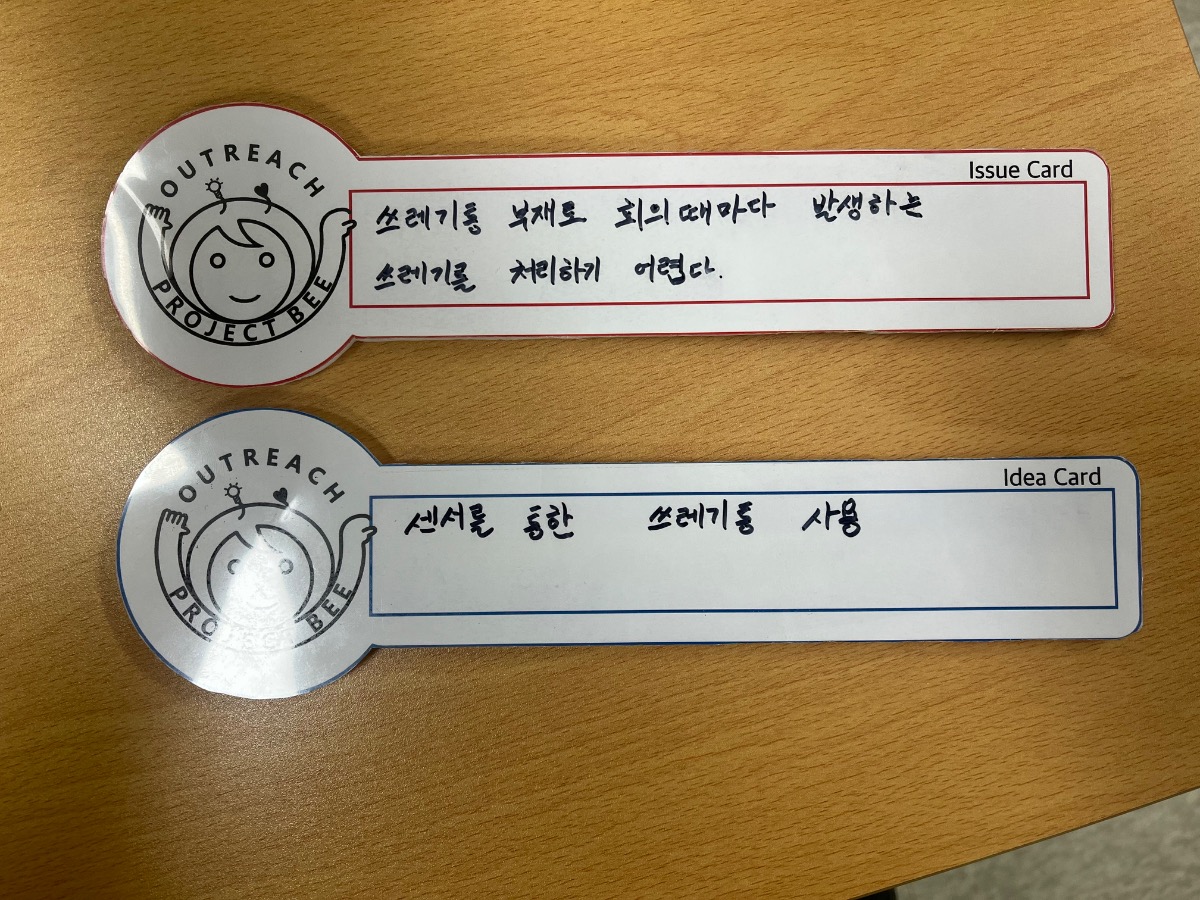 OUTREACH
PROJECT BEE
Issue Card
쓰레기통 부재로 회의때마다 발생하는
쓰레기를 처리하기 어렵다.
OUTREACH
PROJECT BEE
Idea Card
센서를 통한 쓰레기통 사용